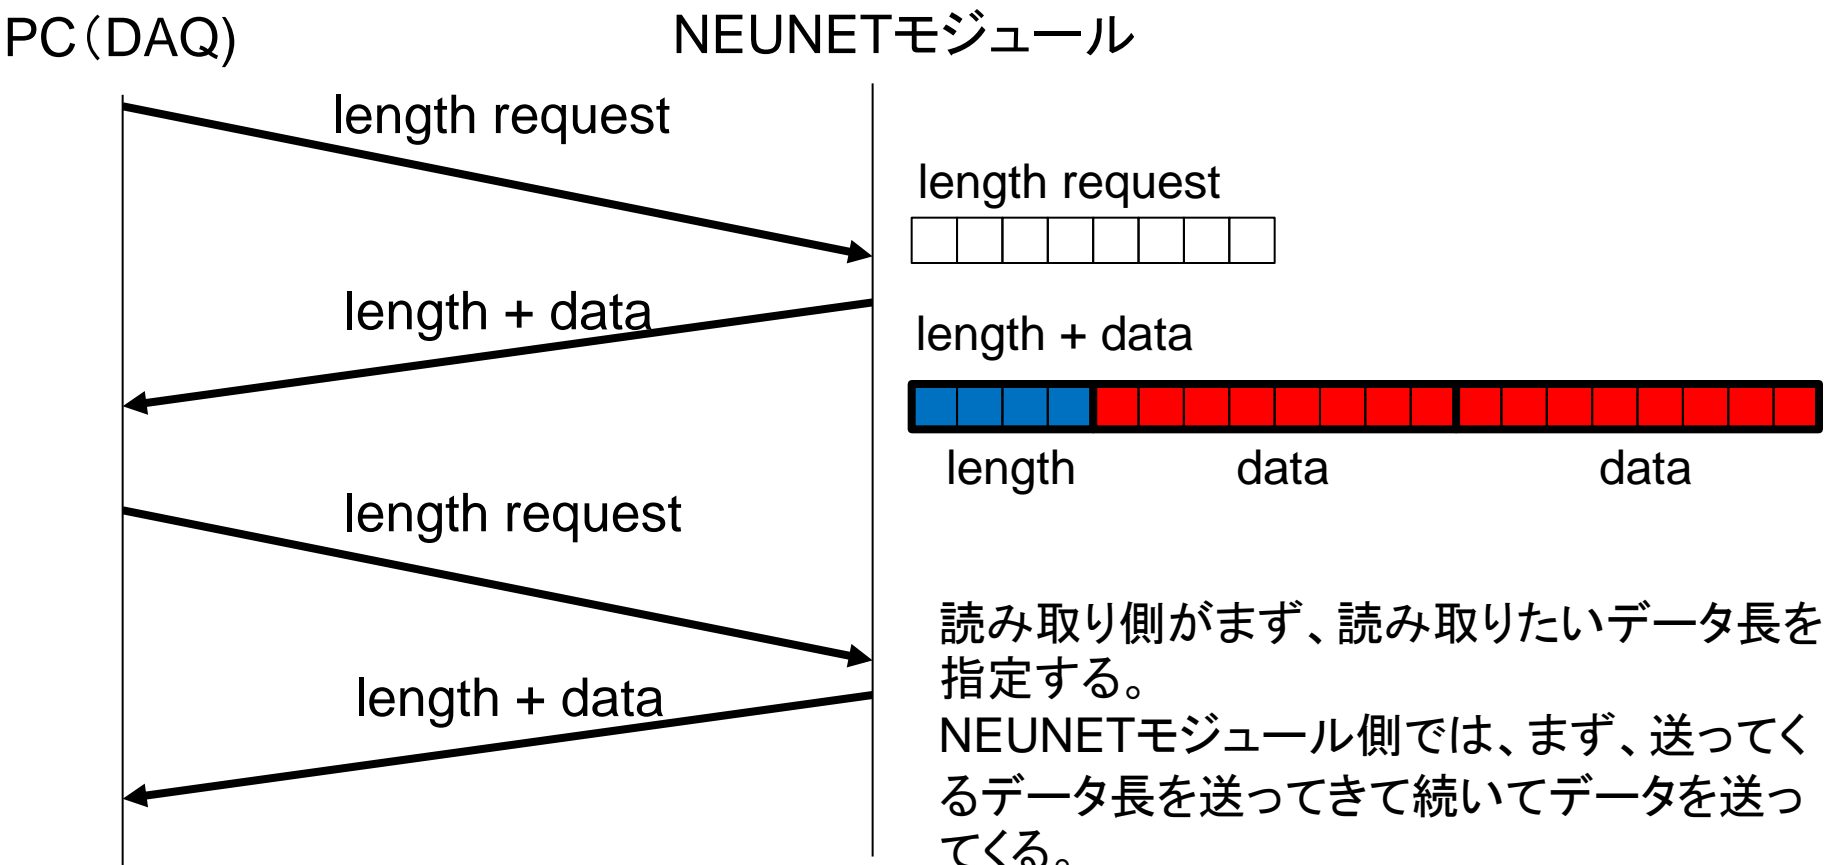 PC(DAQ)
NEUNETモジュール
length request
length request
length + data
length + data
length
data
data
length request
length + data
読み取り側がまず、読み取りたいデータ長を
指定する。
NEUNETモジュール側では、まず、送ってく
るデータ長を送ってきて続いてデータを送っ
てくる。